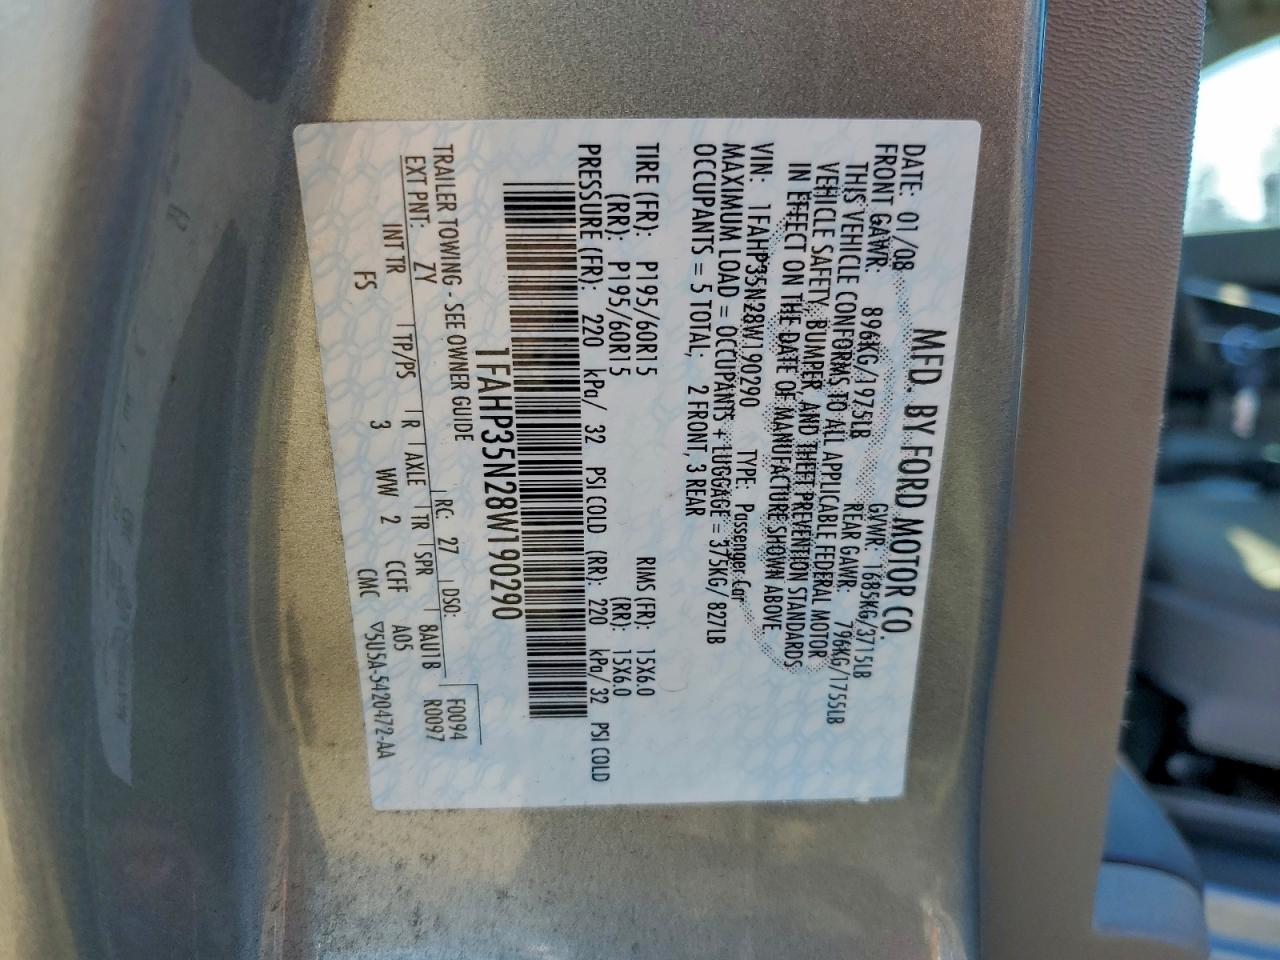 MFD. BY FORD MOTOR CO.
DATE: 01/08 GVWR: 1685KG/3715LB
FRONT GAWR: 896KG/1975LB REAR GAWR: 796KG/1755LB
THIS VEHICLE CONFORMS TO ALL APPLICABLE FEDERAL MOTOR
VEHICLE SAFETY, BUMPER, AND THEFT PREVENTION STANDARDS
IN EFFECT ON THE DATE OF MANUFACTURE SHOWN ABOVE.
VIN: 1FAHP35N28W190290 TYPE: Passenger Car
MAXIMUM LOAD = OCCUPANTS + LUGGAGE = 375KG/ 827LB
OCCUPANTS = 5 TOTAL; 2 FRONT, 3 REAR
TIRE (FR): P195/60R15 RIMS (FR): 15X6.0
(RR): P195/60R15 (RR): 15X6.0
PRESSURE (FR): 220 kPa/ 32 PSI COLD (RR): 220 kPa/ 32 PSI COLD
1FAHP35N28W190290
F0094
TRAILER TOWING - SEE OWNER GUIDE RC: 27 DSO: R0097
EXT PNT: ZY
INT TR TP/PS R AXLE TR SPR 8AUTB
FS 3 WW 2 CCFF A05
CMC ▽5U5A-5420472-AA